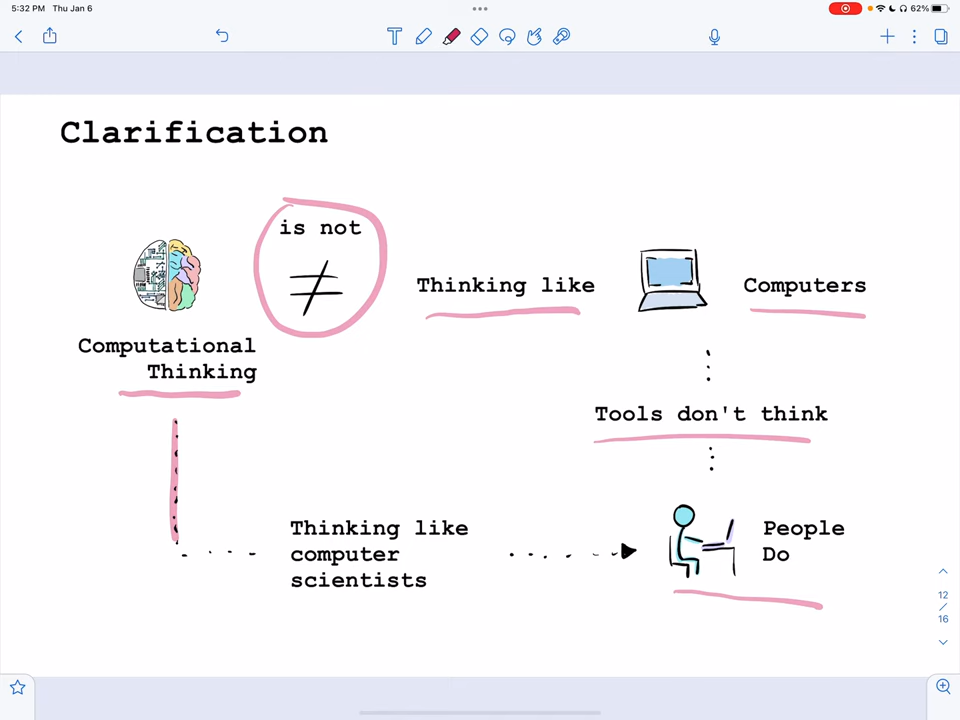 5:32 PM Thu Jan 6
62%
Clarification
is not
≠
Thinking like
Computers
Computational
Thinking
Tools don't think
Thinking like
computer
scientists
People
Do
12
/
16